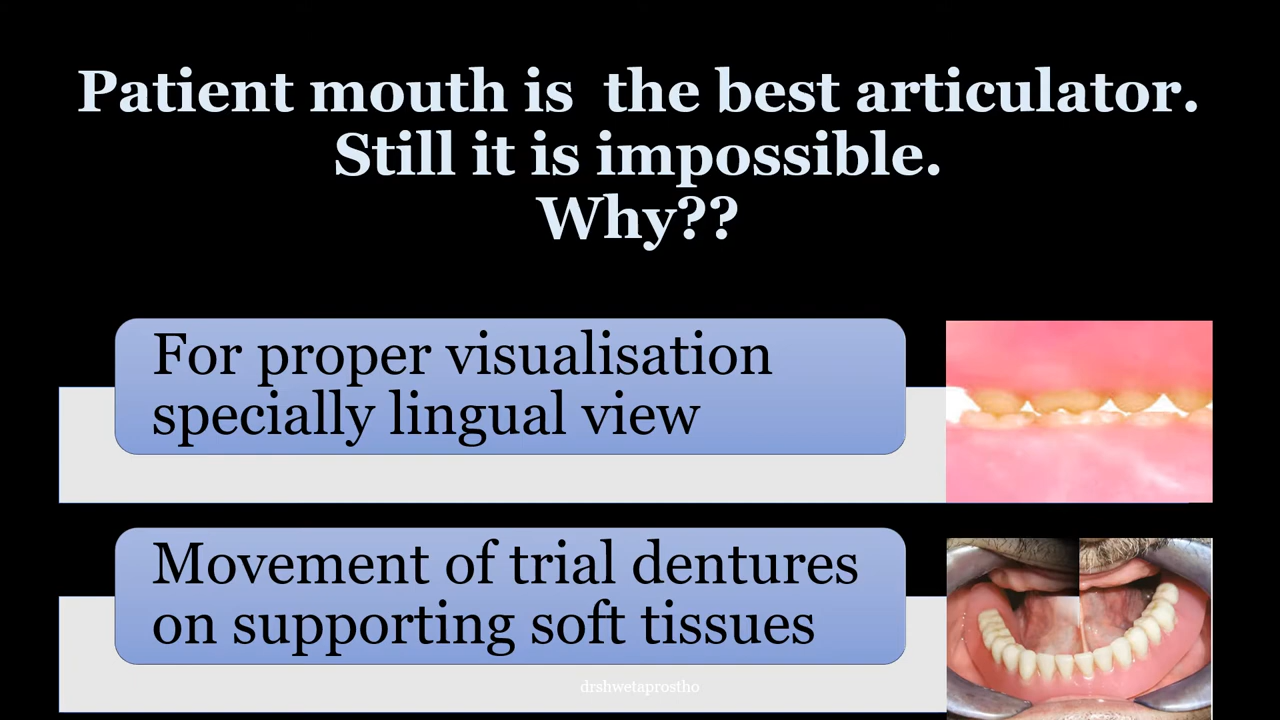 Patient mouth is  the best articulator.
Still it is impossible.
Why??
For proper visualisation
specially lingual view
Movement of trial dentures
on supporting soft tissues
drshwetaprostho